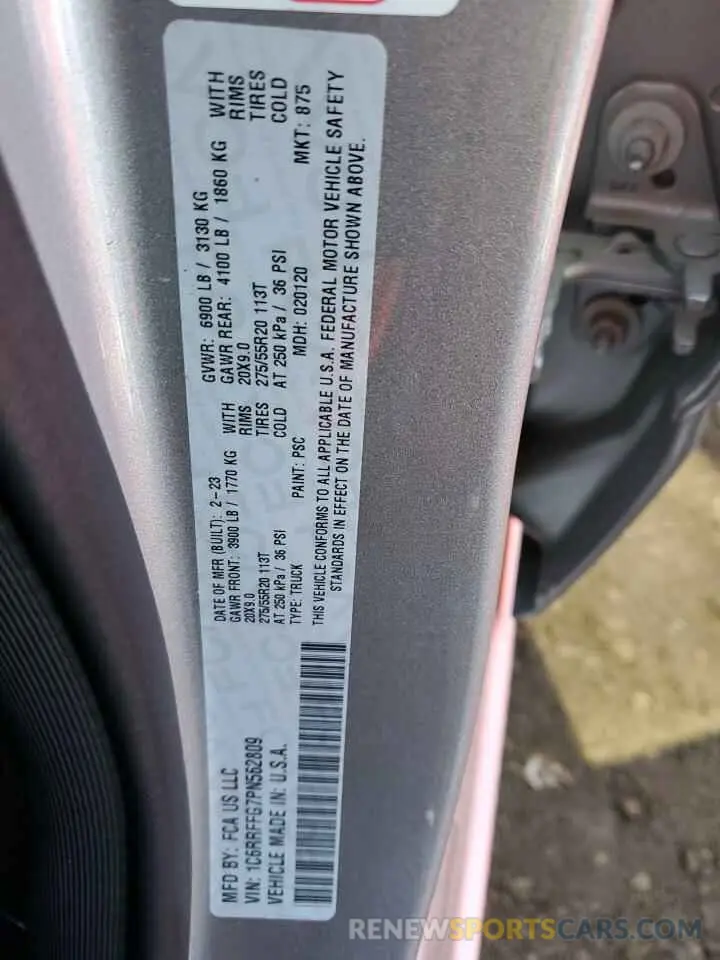 MFD BY: FCA US LLC
DATE OF MFR (BUILT): 2-23
GVWR: 6900 LB / 3130 KG
VIN: 1C6RRFFG7PN562809
GAWR FRONT: 3900 LB / 1770 KG WITH
GAWR REAR: 4100 LB / 1860 KG WITH
VEHICLE MADE IN: U.S.A.
20X9.0 RIMS
20X9.0 RIMS
275/55R20 113T TIRES
275/55R20 113T TIRES
AT 250 kPa / 36 PSI COLD
AT 250 kPa / 36 PSI COLD
TYPE: TRUCK PAINT: PSC MDH: 020120 MKT: 875
THIS VEHICLE CONFORMS TO ALL APPLICABLE U.S.A. FEDERAL MOTOR VEHICLE SAFETY
STANDARDS IN EFFECT ON THE DATE OF MANUFACTURE SHOWN ABOVE.
RENEWSPORTSCARS.COM